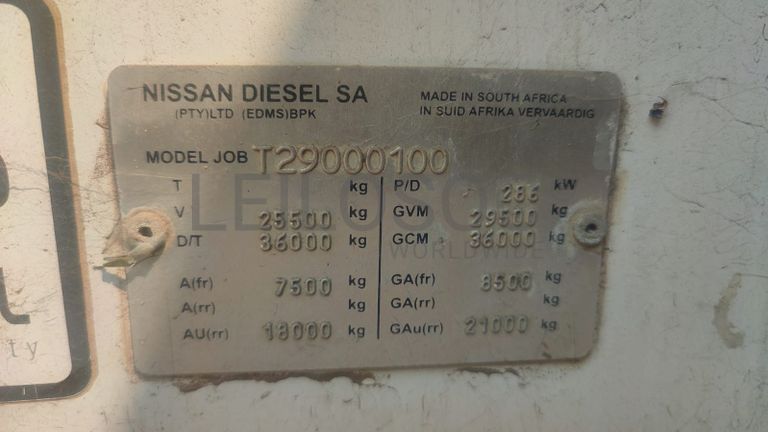 NISSAN DIESEL SA
(PTY)LTD (EDMS)BPK
MADE IN SOUTH AFRICA
IN SUID AFRIKA VERVAARDIG
MODEL JOB T29000100
T kg P/D 286 kW
V 25500 kg GVM 29500 kg
D/T 36000 kg GCM 36000 kg
A(fr) 7500 kg GA(fr) 8500 kg
A(rr) kg GA(rr) kg
AU(rr) 18000 kg GAu(rr) 21000 kg
WORLDWIDE
ty